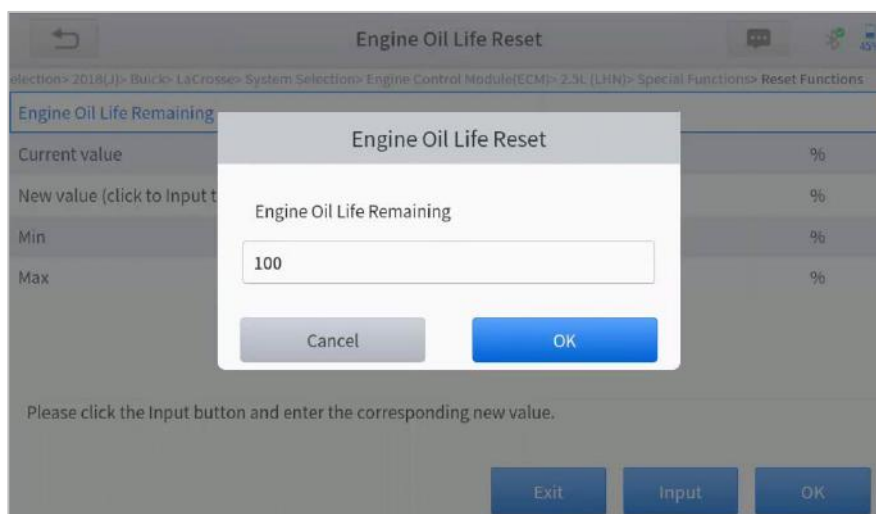 Engine Oil Life Reset
election> 2018(J)> Buick> LaCrosse> System Selection> Engine Control Module(ECM)> 2.5L (LHN)> Special Functions> Reset Functions
Engine Oil Life Remaining
Current value %
New value (click to Input t %
Min %
Max %
Engine Oil Life Reset
Engine Oil Life Remaining
100
Cancel OK
Please click the Input button and enter the corresponding new value.
Exit Input OK